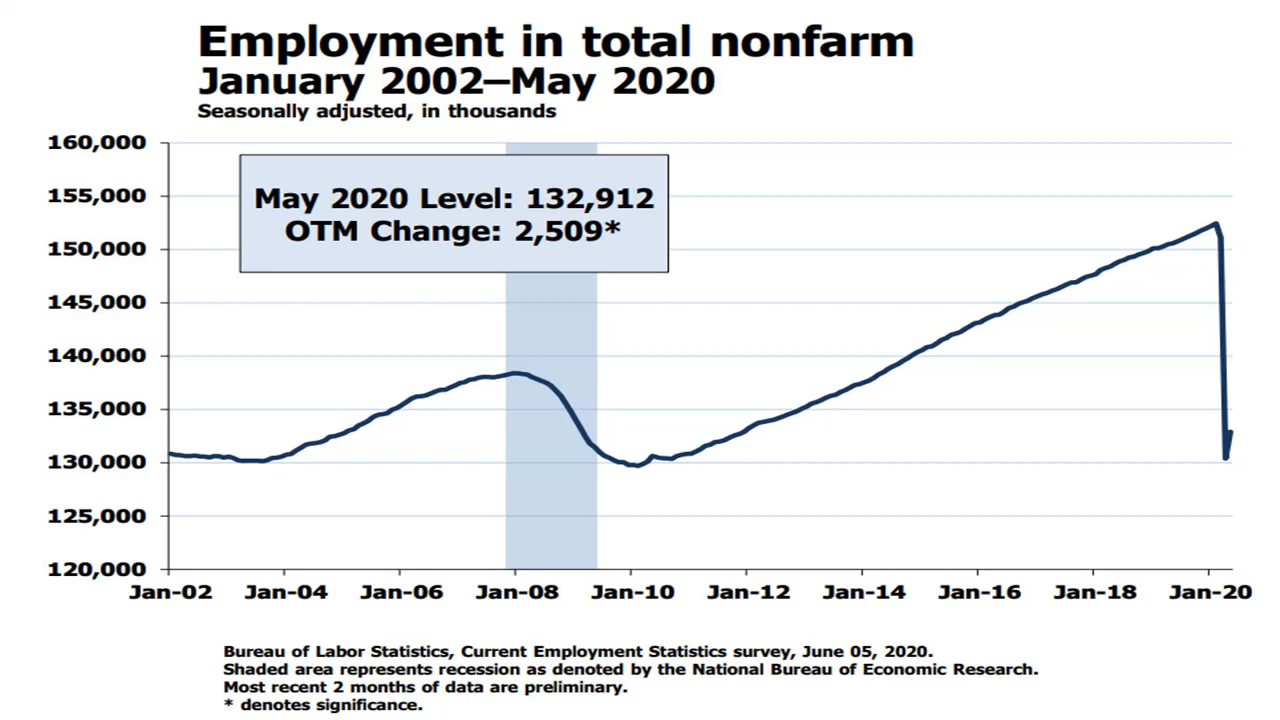 Employment in total nonfarm
January 2002—May 2020
Seasonally adjusted, in thousands
160,000
155,000
150,000
145,000
140,000
135,000
130,000
125,000
120,000
May 2020 Level: 132,912
OTM Change: 2,509*
Jan-02 Jan-04 Jan-06 Jan-08 Jan-10 Jan-12 Jan-14 Jan-16 Jan-18 Jan-20
Bureau of Labor Statistics, Current Employment Statistics survey, June 05, 2020.
Shaded area represents recession as denoted by the National Bureau of Economic Research.
Most recent 2 months of data are preliminary.
* denotes significance.